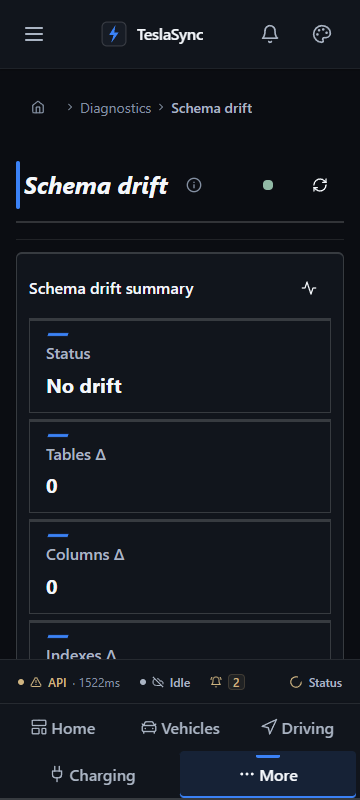 TeslaSync
Diagnostics Schema drift
Schema drift
Schema drift summary
Status
No drift
Tables Δ
0
Columns Δ
0
Indexes Δ
API · 1522ms Idle 2 Status
Home Vehicles Driving
Charging More